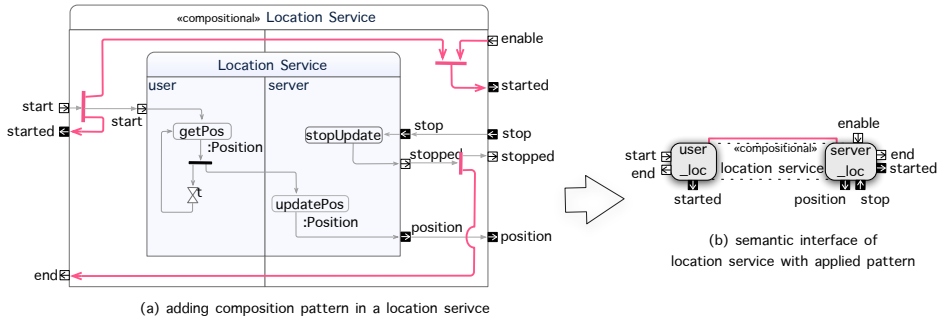 «compositional» Location Service
enable
Location Service
user
server
started
start
start
started
getPos
:Position
stopUpdate
stop
stop
stopped
stopped
t
updatePos
:Position
position
position
end
(a) adding composition pattern in a location serivce
enable
start
end
user
_loc
«compositional»
location service
server
_loc
end
started
started
position
stop
(b) semantic interface of
location service with applied pattern